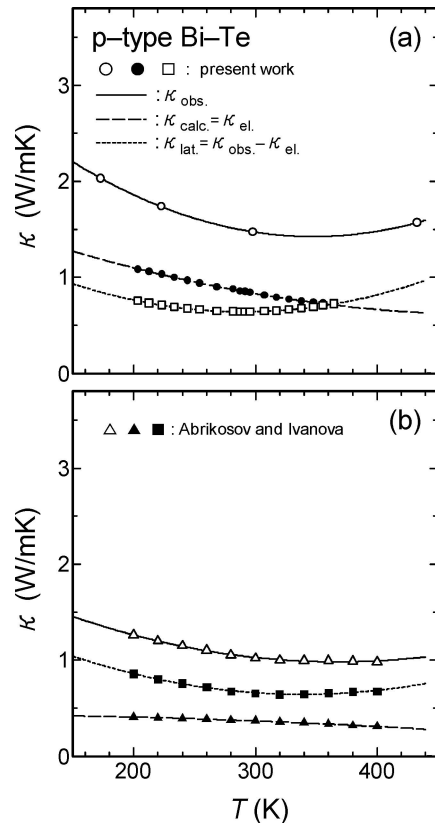 p–type Bi–Te
(a)
: present work
: κ obs.
: κ calc.= κ el.
: κ lat.= κ obs.− κ el.
κ (W/mK)
3
2
1
0
(b)
: Abrikosov and Ivanova
κ (W/mK)
3
2
1
0
200 300 400
T (K)